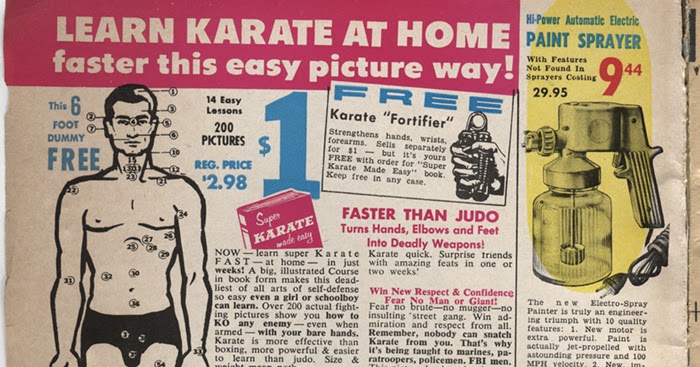 LEARN KARATE AT HOME
faster this easy picture way!
This 6
FOOT
DUMMY
FREE
14 Easy
Lessons
200
PICTURES
REG. PRICE
$2.98
$1
FREE
Karate "Fortifier"
Strengthens hands, wrists,
forearms. Sells separately
for $1 — but it's yours
FREE with order for "Super
Karate Made Easy" book.
Keep free in any case.
Super
KARATE
made easy
NOW—learn super Karate
FAST—at home—in just
weeks! A big, illustrated Course
in book form makes this dead-
liest of all arts of self-defense
so easy even a girl or schoolboy
can learn. Over 200 actual fight-
ing pictures show you how to
KO any enemy—even when
armed—with your bare hands.
Karate is more effective than
boxing, more powerful & easier
to learn than judo. Size &
FASTER THAN JUDO
Turns Hands, Elbows and Feet
Into Deadly Weapons!
Karate quick. Surprise friends
with amazing feats in one or
two weeks!
Win New Respect & Confidence
Fear No Man or Giant!
Fear no brute—no mugger—no
insulting street gang. Win ad-
miration and respect from all.
Remember, nobody can snatch
Karate from you. That's why
it's being taught to marines, pa-
ratroopers, policemen, FBI men.
Hi-Power Automatic Electric
PAINT SPRAYER
With Features
Not Found In
Sprayers Costing
29.95
9 44
The new Electro-Spray
Painter is truly an engineer-
ing triumph with 10 quality
features: 1. New motor is
extra powerful. Paint is
actually jet-propelled with
astounding pressure and 100
MPH velocity. 2. New, im-